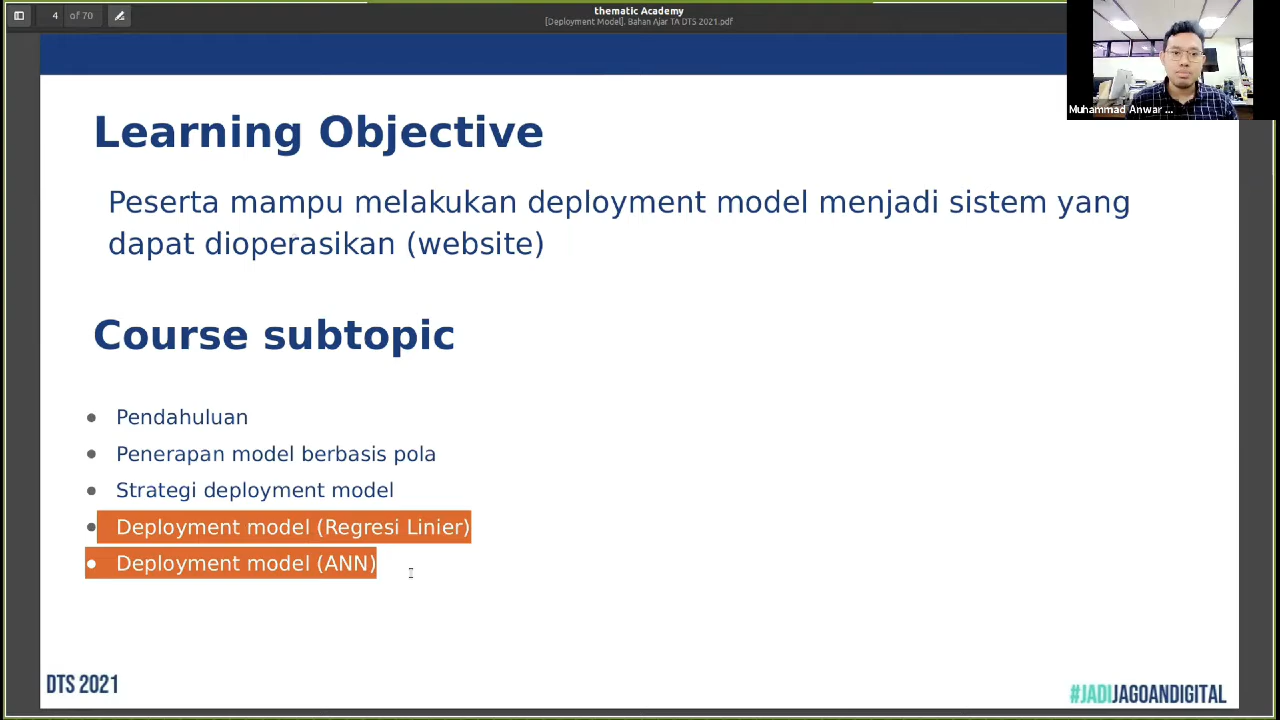 4 of 70
thematic Academy
[Deployment Model]. Bahan Ajar TA DTS 2021.pdf
Muhammad Anwar ...
Learning Objective
Peserta mampu melakukan deployment model menjadi sistem yang
dapat dioperasikan (website)
Course subtopic
● Pendahuluan
● Penerapan model berbasis pola
● Strategi deployment model
● Deployment model (Regresi Linier)
● Deployment model (ANN)
DTS 2021
#JADIJAGOANDIGITAL